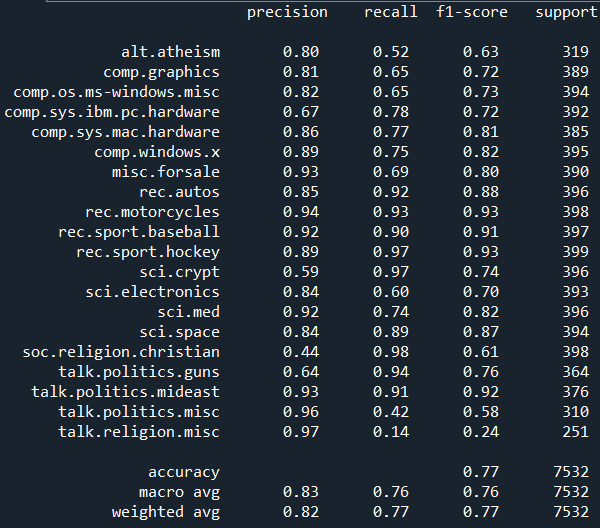 precision recall f1-score support
alt.atheism 0.80 0.52 0.63 319
comp.graphics 0.81 0.65 0.72 389
comp.os.ms-windows.misc 0.82 0.65 0.73 394
comp.sys.ibm.pc.hardware 0.67 0.78 0.72 392
comp.sys.mac.hardware 0.86 0.77 0.81 385
comp.windows.x 0.89 0.75 0.82 395
misc.forsale 0.93 0.69 0.80 390
rec.autos 0.85 0.92 0.88 396
rec.motorcycles 0.94 0.93 0.93 398
rec.sport.baseball 0.92 0.90 0.91 397
rec.sport.hockey 0.89 0.97 0.93 399
sci.crypt 0.59 0.97 0.74 396
sci.electronics 0.84 0.60 0.70 393
sci.med 0.92 0.74 0.82 396
sci.space 0.84 0.89 0.87 394
soc.religion.christian 0.44 0.98 0.61 398
talk.politics.guns 0.64 0.94 0.76 364
talk.politics.mideast 0.93 0.91 0.92 376
talk.politics.misc 0.96 0.42 0.58 310
talk.religion.misc 0.97 0.14 0.24 251
accuracy 0.77 7532
macro avg 0.83 0.76 0.76 7532
weighted avg 0.82 0.77 0.77 7532